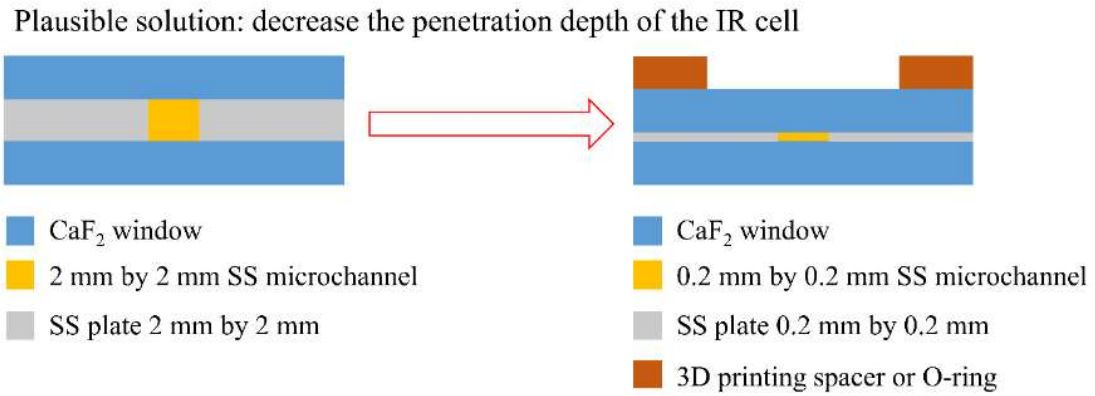 Plausible solution: decrease the penetration depth of the IR cell
CaF₂ window
2 mm by 2 mm SS microchannel
SS plate 2 mm by 2 mm
CaF₂ window
0.2 mm by 0.2 mm SS microchannel
SS plate 0.2 mm by 0.2 mm
3D printing spacer or O-ring